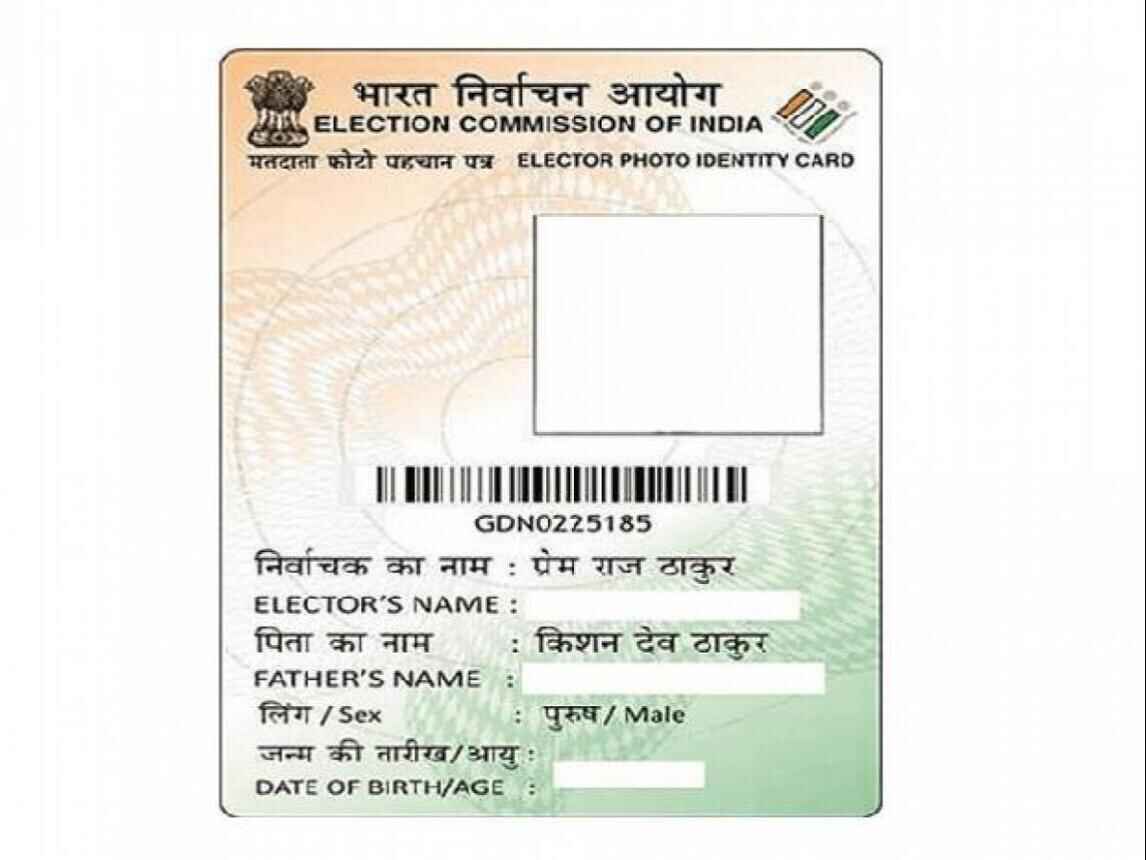 भारत निर्वाचन आयोग
ELECTION COMMISSION OF INDIA
मतदाता फोटो पहचान पत्र ELECTOR PHOTO IDENTITY CARD
GDN0225185
निर्वाचक का नाम : प्रेम राज ठाकुर
ELECTOR'S NAME :
पिता का नाम : किशन देव ठाकुर
FATHER'S NAME :
लिंग / Sex : पुरुष / Male
जन्म की तारीख/आयु :
DATE OF BIRTH/AGE :